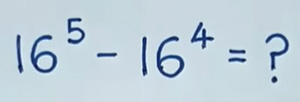 16⁵ - 16⁴ = ?